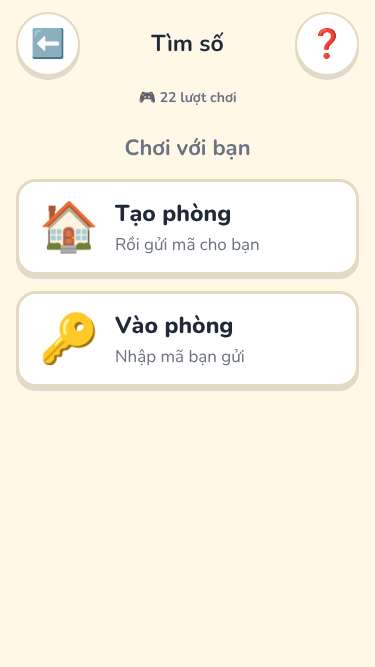 Tìm số
22 lượt chơi
Chơi với bạn
Tạo phòng
Rồi gửi mã cho bạn
Vào phòng
Nhập mã bạn gửi